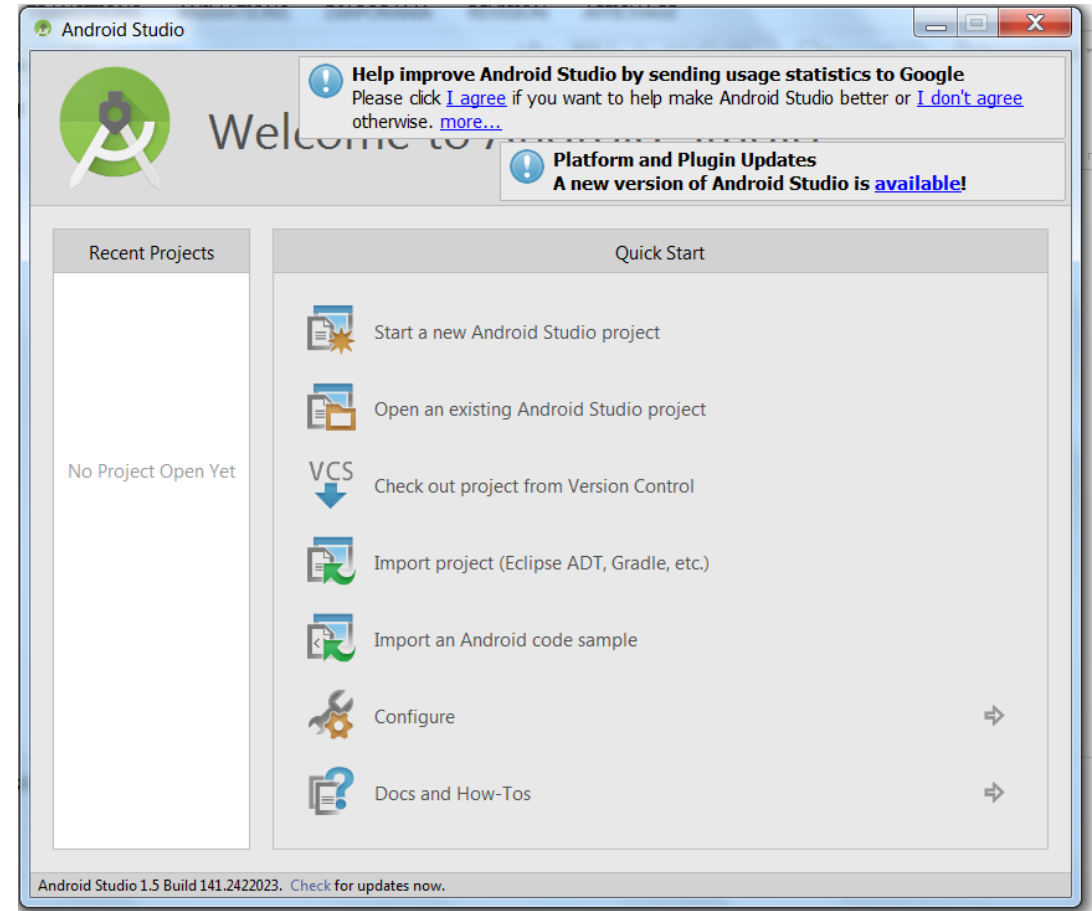 Android Studio
Help improve Android Studio by sending usage statistics to Google
Please click I agree if you want to help make Android Studio better or I don't agree
otherwise. more...
Welcome to Android Studio
Platform and Plugin Updates
A new version of Android Studio is available!
Recent Projects
No Project Open Yet
Quick Start
Start a new Android Studio project
Open an existing Android Studio project
VCS
Check out project from Version Control
Import project (Eclipse ADT, Gradle, etc.)
Import an Android code sample
Configure
Docs and How-Tos
Android Studio 1.5 Build 141.2422023. Check for updates now.